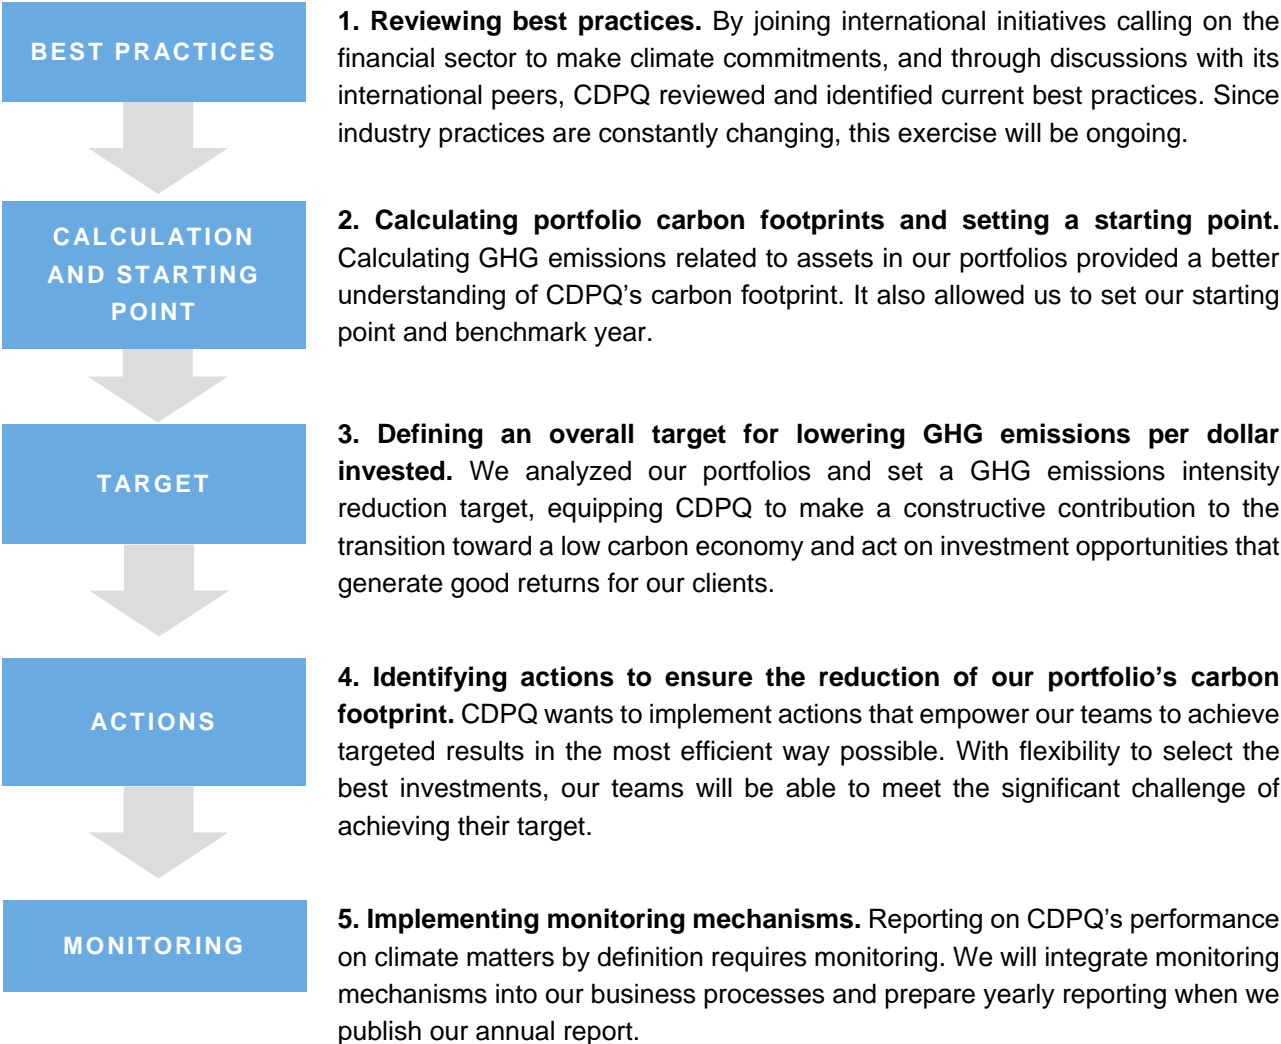 BEST PRACTICES
1. Reviewing best practices. By joining international initiatives calling on the
financial sector to make climate commitments, and through discussions with its
international peers, CDPQ reviewed and identified current best practices. Since
industry practices are constantly changing, this exercise will be ongoing.
CALCULATION
AND STARTING
POINT
2. Calculating portfolio carbon footprints and setting a starting point.
Calculating GHG emissions related to assets in our portfolios provided a better
understanding of CDPQ’s carbon footprint. It also allowed us to set our starting
point and benchmark year.
TARGET
3. Defining an overall target for lowering GHG emissions per dollar
invested. We analyzed our portfolios and set a GHG emissions intensity
reduction target, equipping CDPQ to make a constructive contribution to the
transition toward a low carbon economy and act on investment opportunities that
generate good returns for our clients.
ACTIONS
4. Identifying actions to ensure the reduction of our portfolio’s carbon
footprint. CDPQ wants to implement actions that empower our teams to achieve
targeted results in the most efficient way possible. With flexibility to select the
best investments, our teams will be able to meet the significant challenge of
achieving their target.
MONITORING
5. Implementing monitoring mechanisms. Reporting on CDPQ’s performance
on climate matters by definition requires monitoring. We will integrate monitoring
mechanisms into our business processes and prepare yearly reporting when we
publish our annual report.